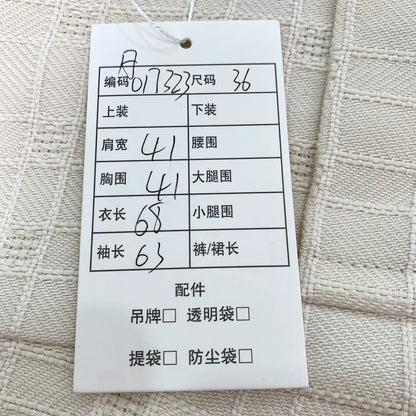 月
编码 017323 尺码 36
上装 下装
肩宽 41 腰围
胸围 41 大腿围
衣长 68 小腿围
袖长 63 裤/裙长
配件
吊牌□ 透明袋□
提袋□ 防尘袋□